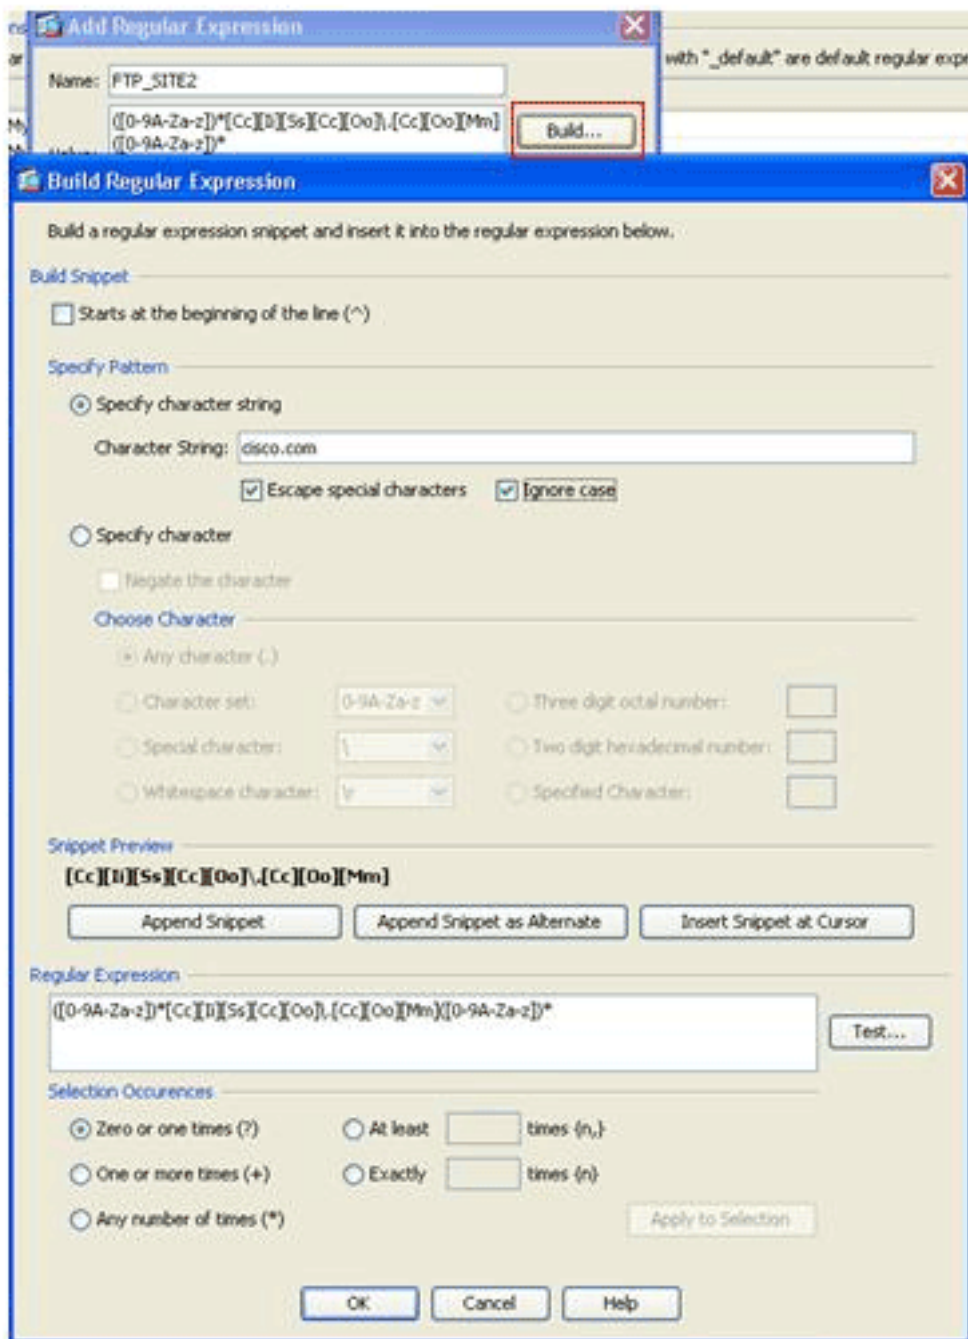 Add Regular Expression
with "_default" are default regular expr
Name: FTP_SITE2
([0-9A-Za-z])*[Cc][Ii][Ss][Cc][Oo]\.[Cc][Oo][Mm]
([0-9A-Za-z])*
Build...
Build Regular Expression
Build a regular expression snippet and insert it into the regular expression below.
Build Snippet
Starts at the beginning of the line (^)
Specify Pattern
Specify character string
Character String: cisco.com
Escape special characters Ignore case
Specify character
Negate the character
Choose Character
Any character (.)
Character set: 0-9A-Za-z Three digit octal number:
Special character: \ Two digit hexadecimal number:
Whitespace character: \r Specified Character:
Snippet Preview
[Cc][Ii][Ss][Cc][Oo]\.[Cc][Oo][Mm]
Append Snippet Append Snippet as Alternate Insert Snippet at Cursor
Regular Expression
([0-9A-Za-z])*[Cc][Ii][Ss][Cc][Oo]\.[Cc][Oo][Mm]([0-9A-Za-z])*
Test...
Selection Occurences
Zero or one times (?) At least times {n,}
One or more times (+) Exactly times {n}
Any number of times (*) Apply to Selection
OK Cancel Help